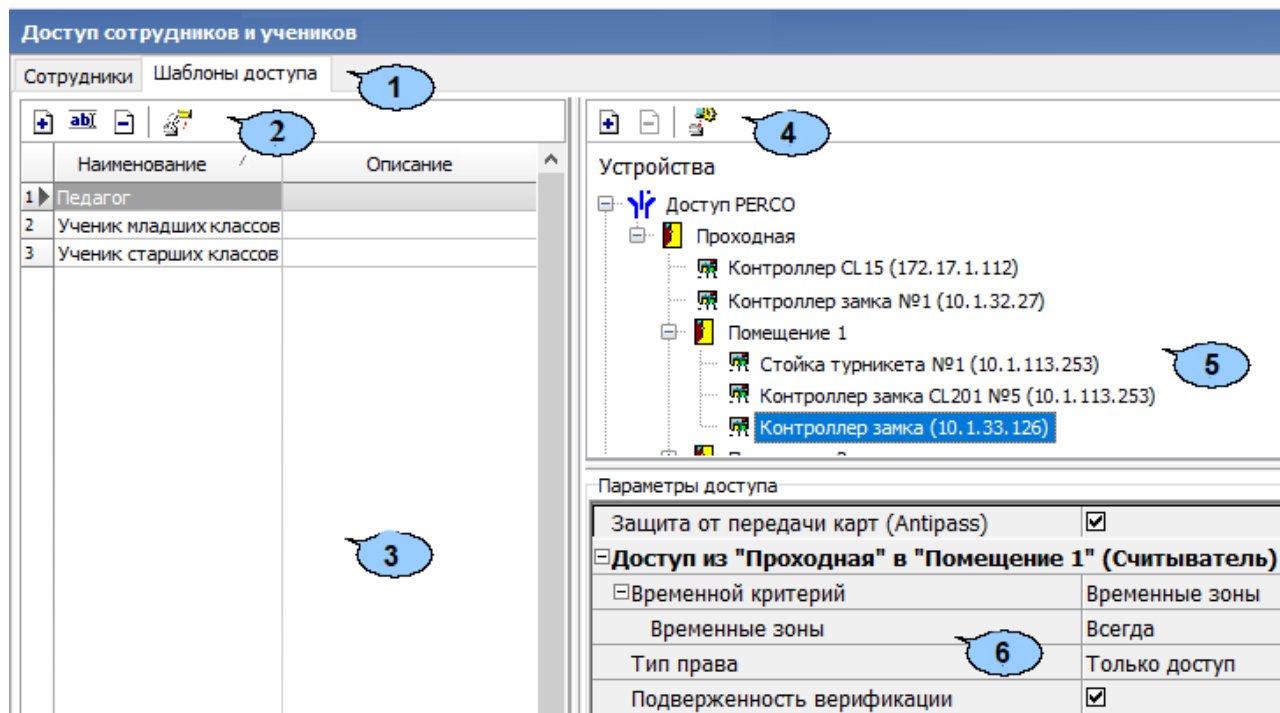 Доступ сотрудников и учеников
Сотрудники Шаблоны доступа
1
ab
2
4
Наименование Описание
1 Педагог
2 Ученик младших классов
3 Ученик старших классов
3
Устройства
Доступ PERCO
Проходная
Контроллер CL15 (172.17.1.112)
Контроллер замка №1 (10.1.32.27)
Помещение 1
Стойка турникета №1 (10.1.113.253)
5
Контроллер замка CL201 №5 (10.1.113.253)
Контроллер замка (10.1.33.126)
Параметры доступа
Защита от передачи карт (Antipass)
Доступ из "Проходная" в "Помещение 1" (Считыватель)
Временной критерий Временные зоны
Временные зоны Всегда
6
Тип права Только доступ
Подверженность верификации